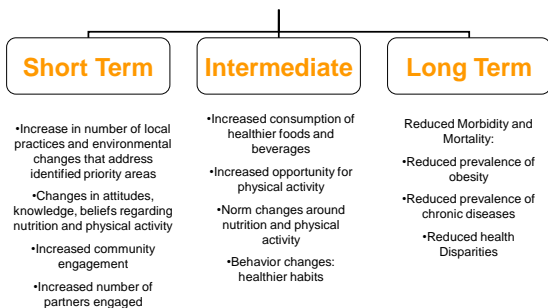 Short Term
•Increase in number of local
practices and environmental
changes that address
identified priority areas
•Changes in attitudes,
knowledge, beliefs regarding
nutrition and physical activity
•Increased community
engagement
•Increased number of
partners engaged
Intermediate
•Increased consumption of
healthier foods and
beverages
•Increased opportunity for
physical activity
•Norm changes around
nutrition and physical
activity
•Behavior changes:
healthier habits
Long Term
Reduced Morbidity and
Mortality:
•Reduced prevalence of
obesity
•Reduced prevalence of
chronic diseases
•Reduced health
Disparities